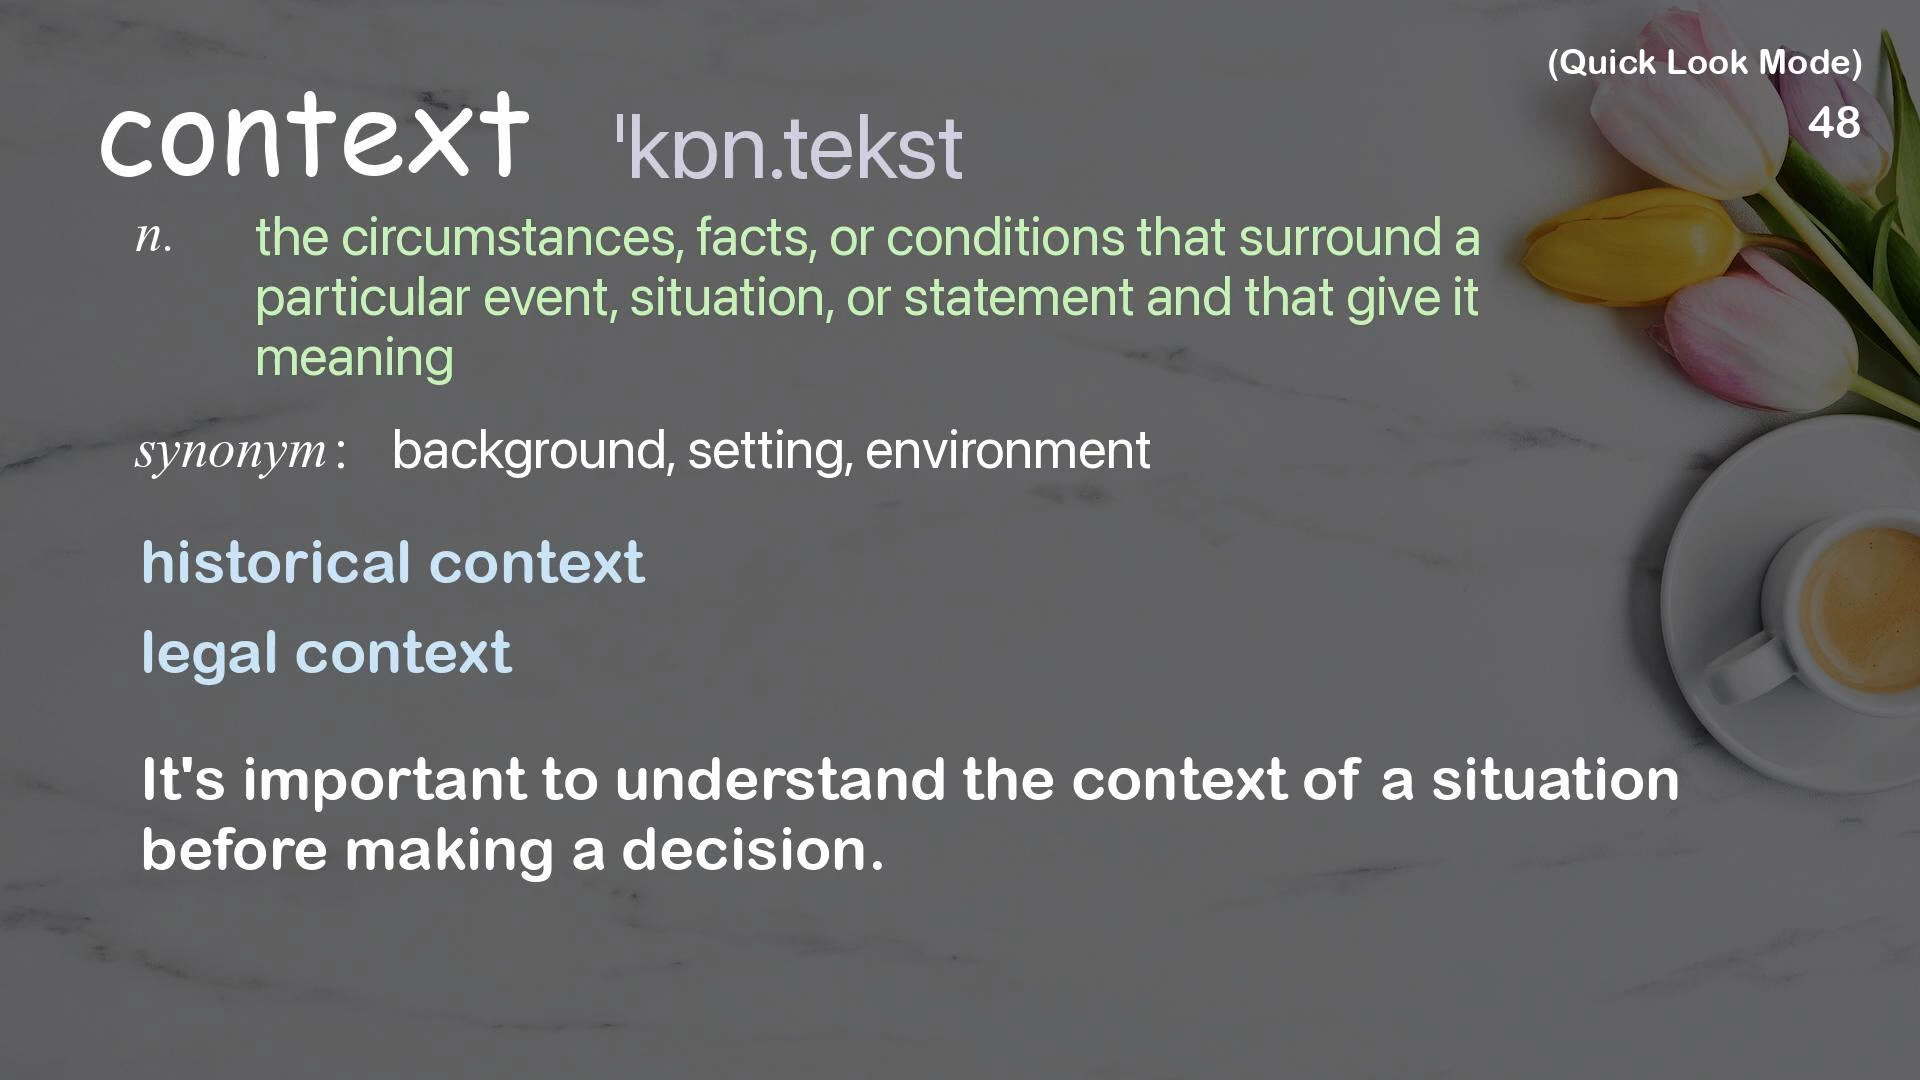 (Quick Look Mode)
48
context ˈkɒn.tekst
n. the circumstances, facts, or conditions that surround a
particular event, situation, or statement and that give it
meaning
synonym : background, setting, environment
historical context
legal context
It's important to understand the context of a situation
before making a decision.